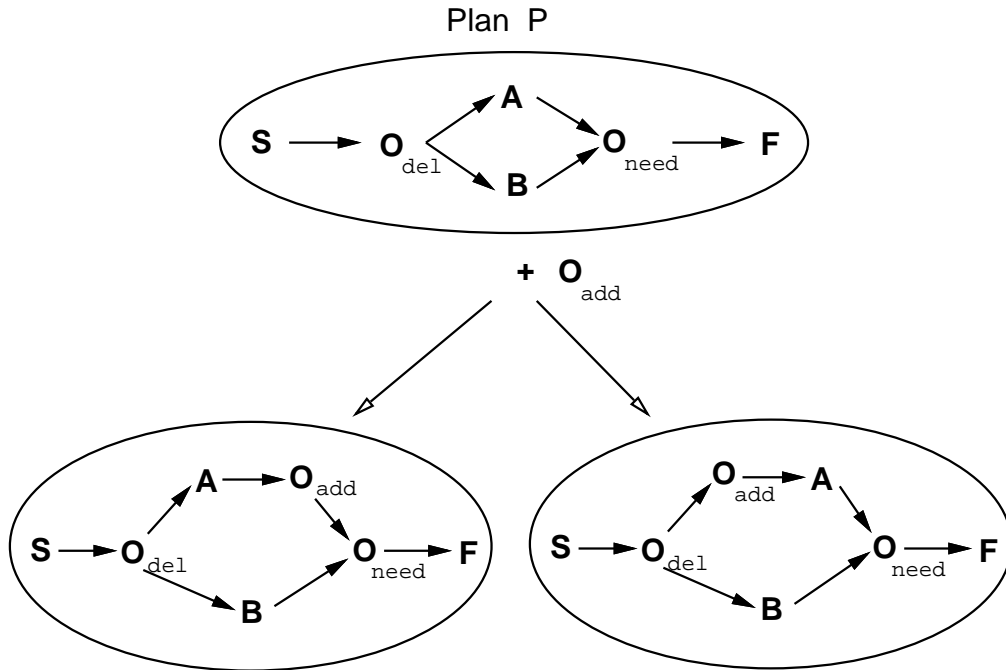 Plan P
A
S O del O need F
B
+ O add
A O add
S O del O need F
B
O add A
S O del O need F
B